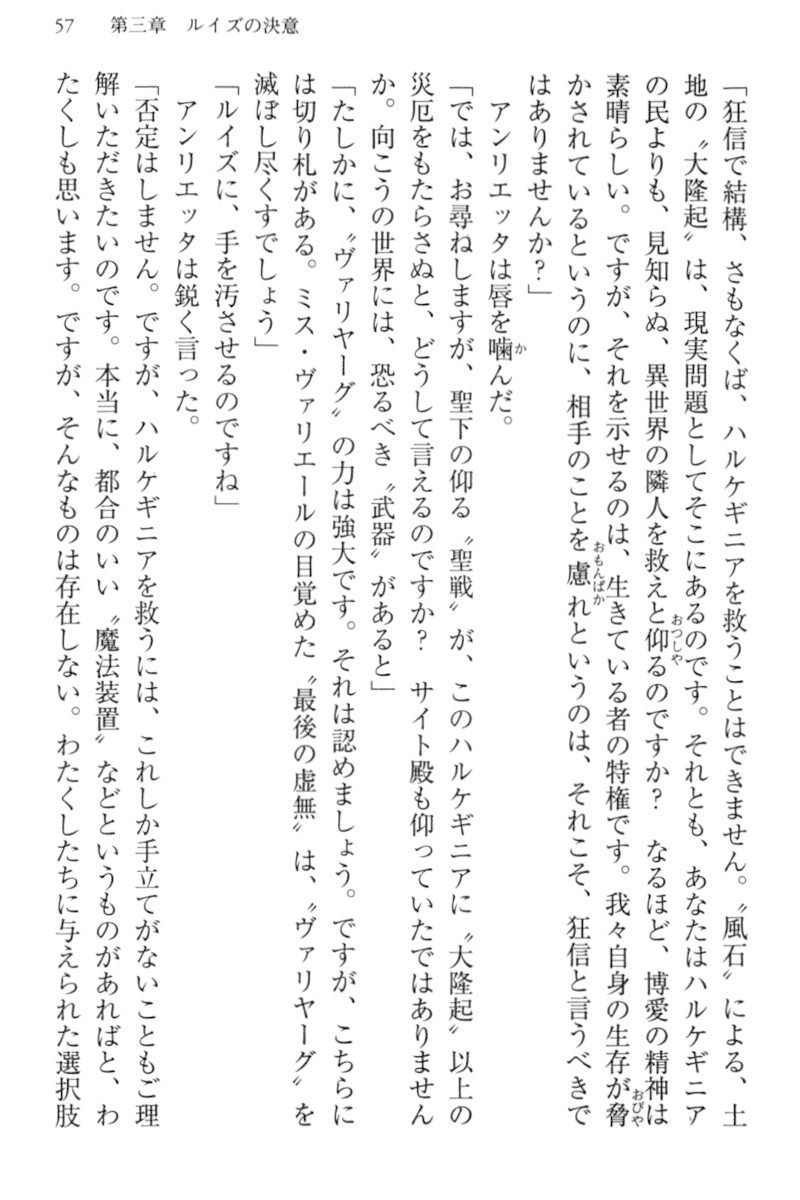 57　第三章　ルイズの決意
「狂信で結構、さもなくば、ハルケギニアを救うことはできません。〝風石〟による、土
地の〝大隆起〟は、現実問題としてそこにあるのです。それとも、あなたはハルケギニア
の民よりも、見知らぬ、異世界の隣人を救えと仰るのですか？　なるほど、博愛の精神は
素晴らしい。ですが、それを示せるのは、生きている者の特権です。我々自身の生存が脅
かされているというのに、相手のことを慮れというのは、それこそ、狂信と言うべきで
はありませんか？」
　アンリエッタは唇を噛んだ。
「では、お尋ねしますが、聖下の仰る〝聖戦〟が、このハルケギニアに〝大隆起〟以上の
災厄をもたらさぬと、どうして言えるのですか？　サイト殿も仰っていたではありません
か。向こうの世界には、恐るべき〝武器〟があると」
「たしかに、〝ヴァリヤーグ〟の力は強大です。それは認めましょう。ですが、こちらに
は切り札がある。ミス・ヴァリエールの目覚めた〝最後の虚無〟は、〝ヴァリヤーグ〟を
滅ぼし尽くすでしょう」
「ルイズに、手を汚させるのですね」
　アンリエッタは鋭く言った。
「否定はしません。ですが、ハルケギニアを救うには、これしか手立てがないこともご理
解いただきたいのです。本当に、都合のいい〝魔法装置〟などというものがあればと、わ
たくしも思います。ですが、そんなものは存在しない。わたくしたちに与えられた選択肢